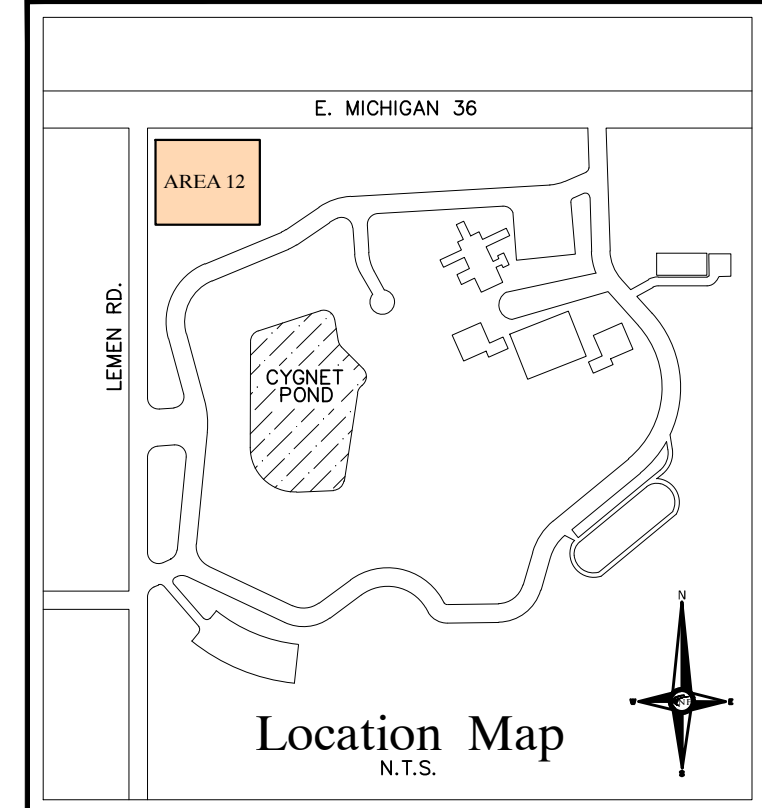 E. MICHIGAN 36
AREA 12
LEMEN RD.
CYGNET
POND
N
W
E
S
Location Map
N.T.S.